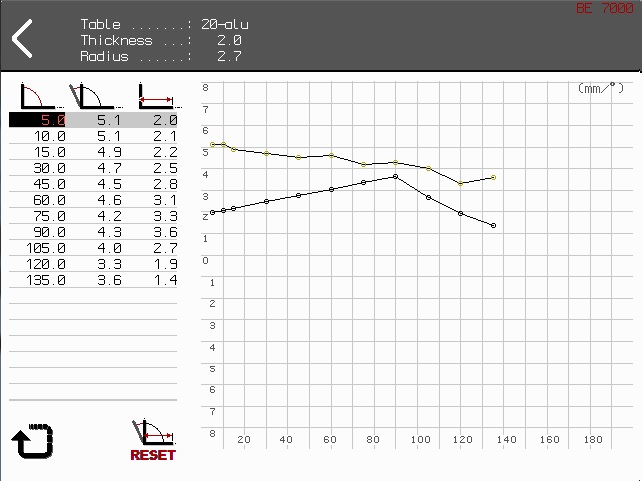 BE 7000
Table .......: 20-alu
Thickness ...: 2.0
Radius ......: 2.7
5.0 5.1 2.0
10.0 5.1 2.1
15.0 4.9 2.2
30.0 4.7 2.5
45.0 4.5 2.8
60.0 4.6 3.1
75.0 4.2 3.3
90.0 4.3 3.6
105.0 4.0 2.7
120.0 3.3 1.9
135.0 3.6 1.4
RESET
(mm/°)
8
7
6
5
4
3
2
1
0
1
2
3
4
5
6
7
8
20 40 60 80 100 120 140 160 180